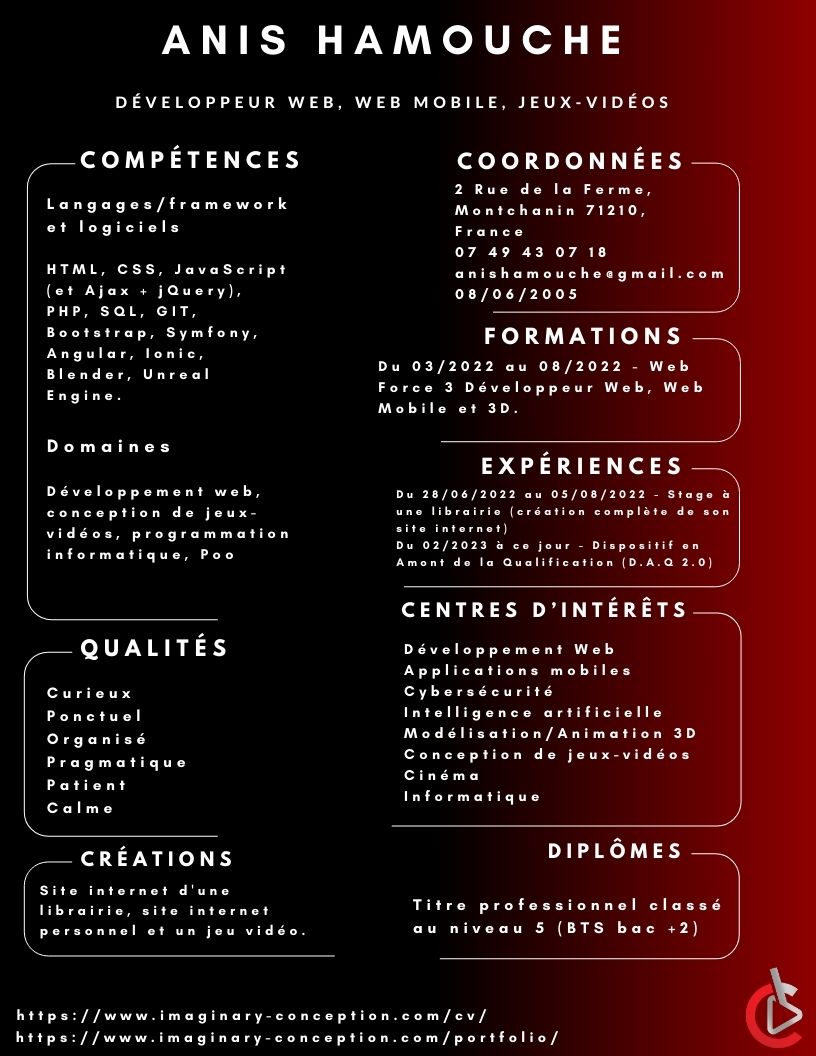 ANIS HAMOUCHE
DÉVELOPPEUR WEB, WEB MOBILE, JEUX-VIDÉOS
COMPÉTENCES
Langages/framework
et logiciels
HTML, CSS, JavaScript
(et Ajax + jQuery),
PHP, SQL, GIT,
Bootstrap, Symfony,
Angular, Ionic,
Blender, Unreal
Engine.
Domaines
Développement web,
conception de jeux-
vidéos, programmation
informatique, Poo
QUALITÉS
Curieux
Ponctuel
Organisé
Pragmatique
Patient
Calme
CRÉATIONS
Site internet d'une
librairie, site internet
personnel et un jeu vidéo.
COORDONNÉES
2 Rue de la Ferme,
Montchanin 71210,
France
07 49 43 07 18
anishamouche@gmail.com
08/06/2005
FORMATIONS
Du 03/2022 au 08/2022 - Web
Force 3 Développeur Web, Web
Mobile et 3D.
EXPÉRIENCES
Du 28/06/2022 au 05/08/2022 - Stage à
une librairie (création complète de son
site internet)
Du 02/2023 à ce jour - Dispositif en
Amont de la Qualification (D.A.Q 2.0)
CENTRES D'INTÉRÊTS
Développement Web
Applications mobiles
Cybersécurité
Intelligence artificielle
Modélisation/Animation 3D
Conception de jeux-vidéos
Cinéma
Informatique
DIPLÔMES
Titre professionnel classé
au niveau 5 (BTS bac +2)
https://www.imaginary-conception.com/cv/
https://www.imaginary-conception.com/portfolio/